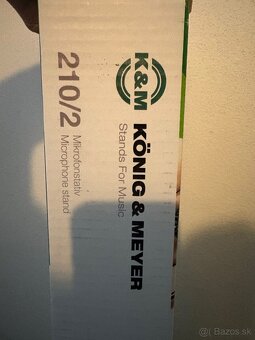 K&M
KÖNIG & MEYER
Stands For Music
210/2
Mikrofonstativ
Microphone stand
© Bazos.sk